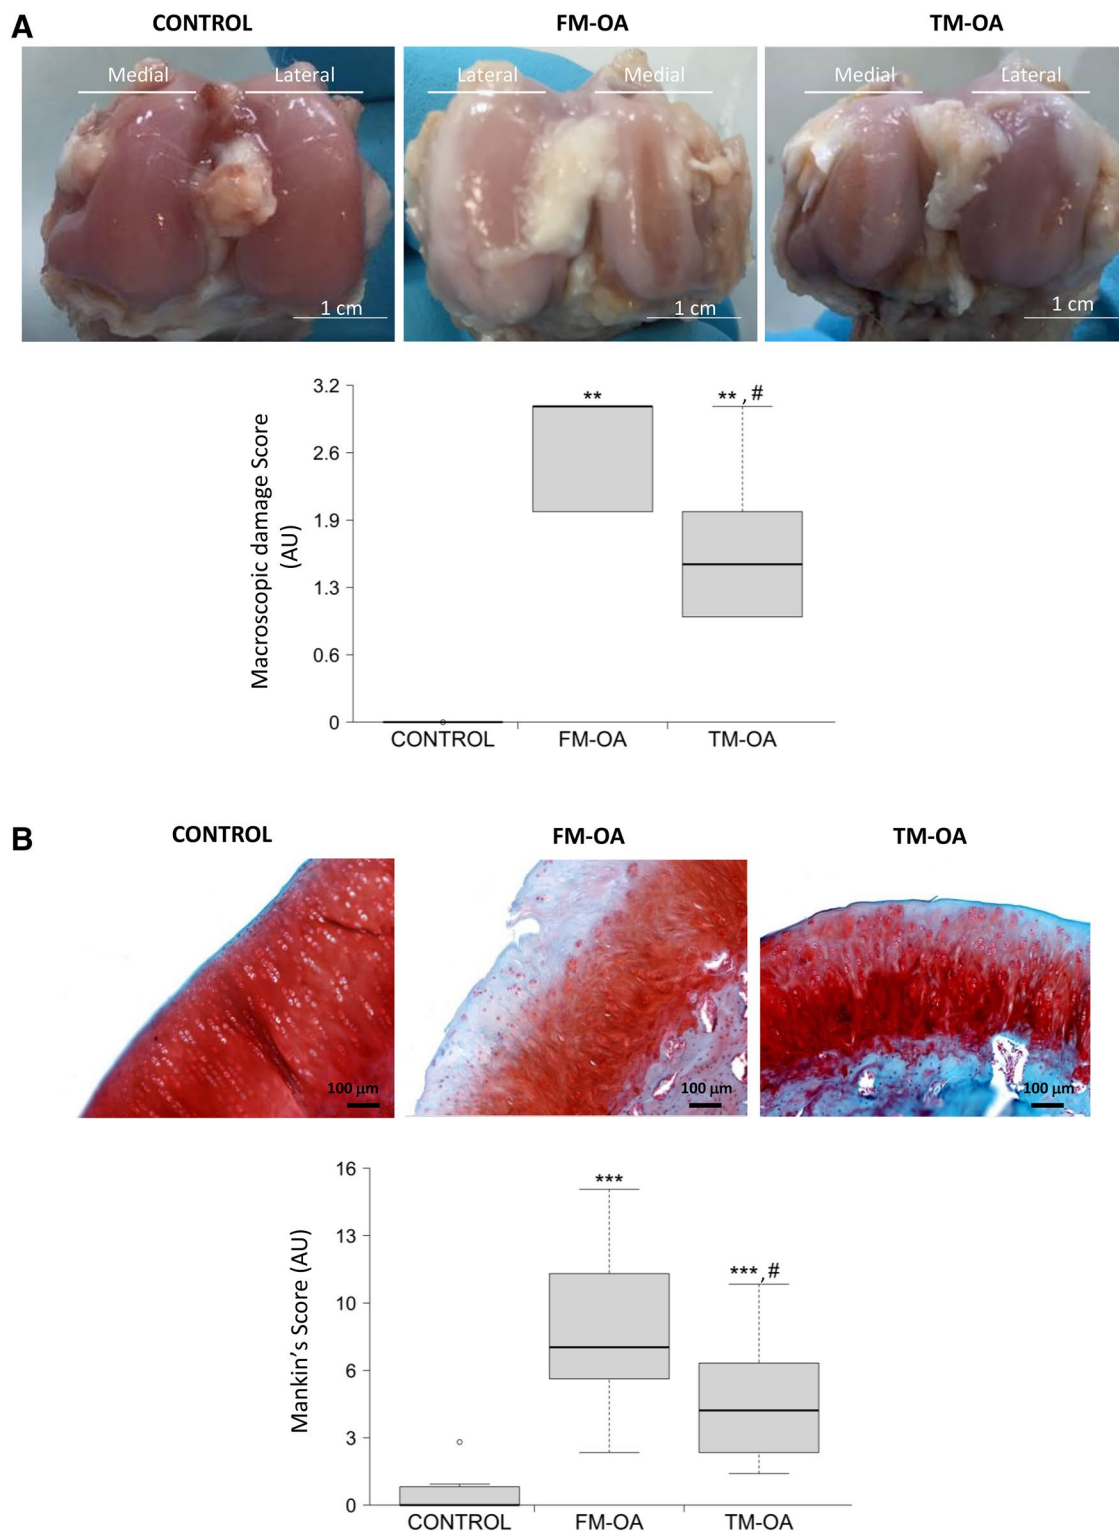 A
CONTROL
FM-OA
TM-OA
Medial
Lateral
Lateral
Medial
Medial
Lateral
1 cm
1 cm
1 cm
Macroscopic damage Score
(AU)
3.2
2.6
1.9
1.3
0.6
0
**
**, #
CONTROL
FM-OA
TM-OA
B
CONTROL
FM-OA
TM-OA
100 μm
100 μm
100 μm
Mankin's Score (AU)
16
13
10
6
3
0
***
***, #
CONTROL
FM-OA
TM-OA